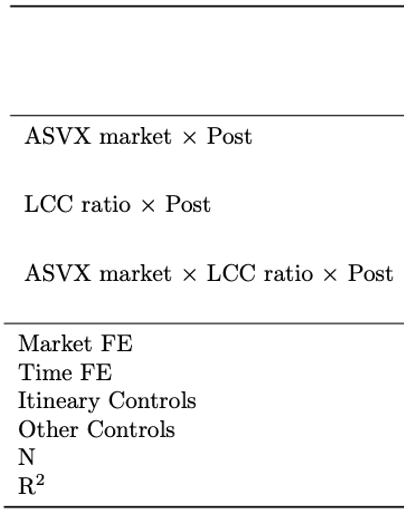 ASVX market × Post
LCC ratio × Post
ASVX market × LCC ratio × Post
Market FE
Time FE
Itineary Controls
Other Controls
N
R²